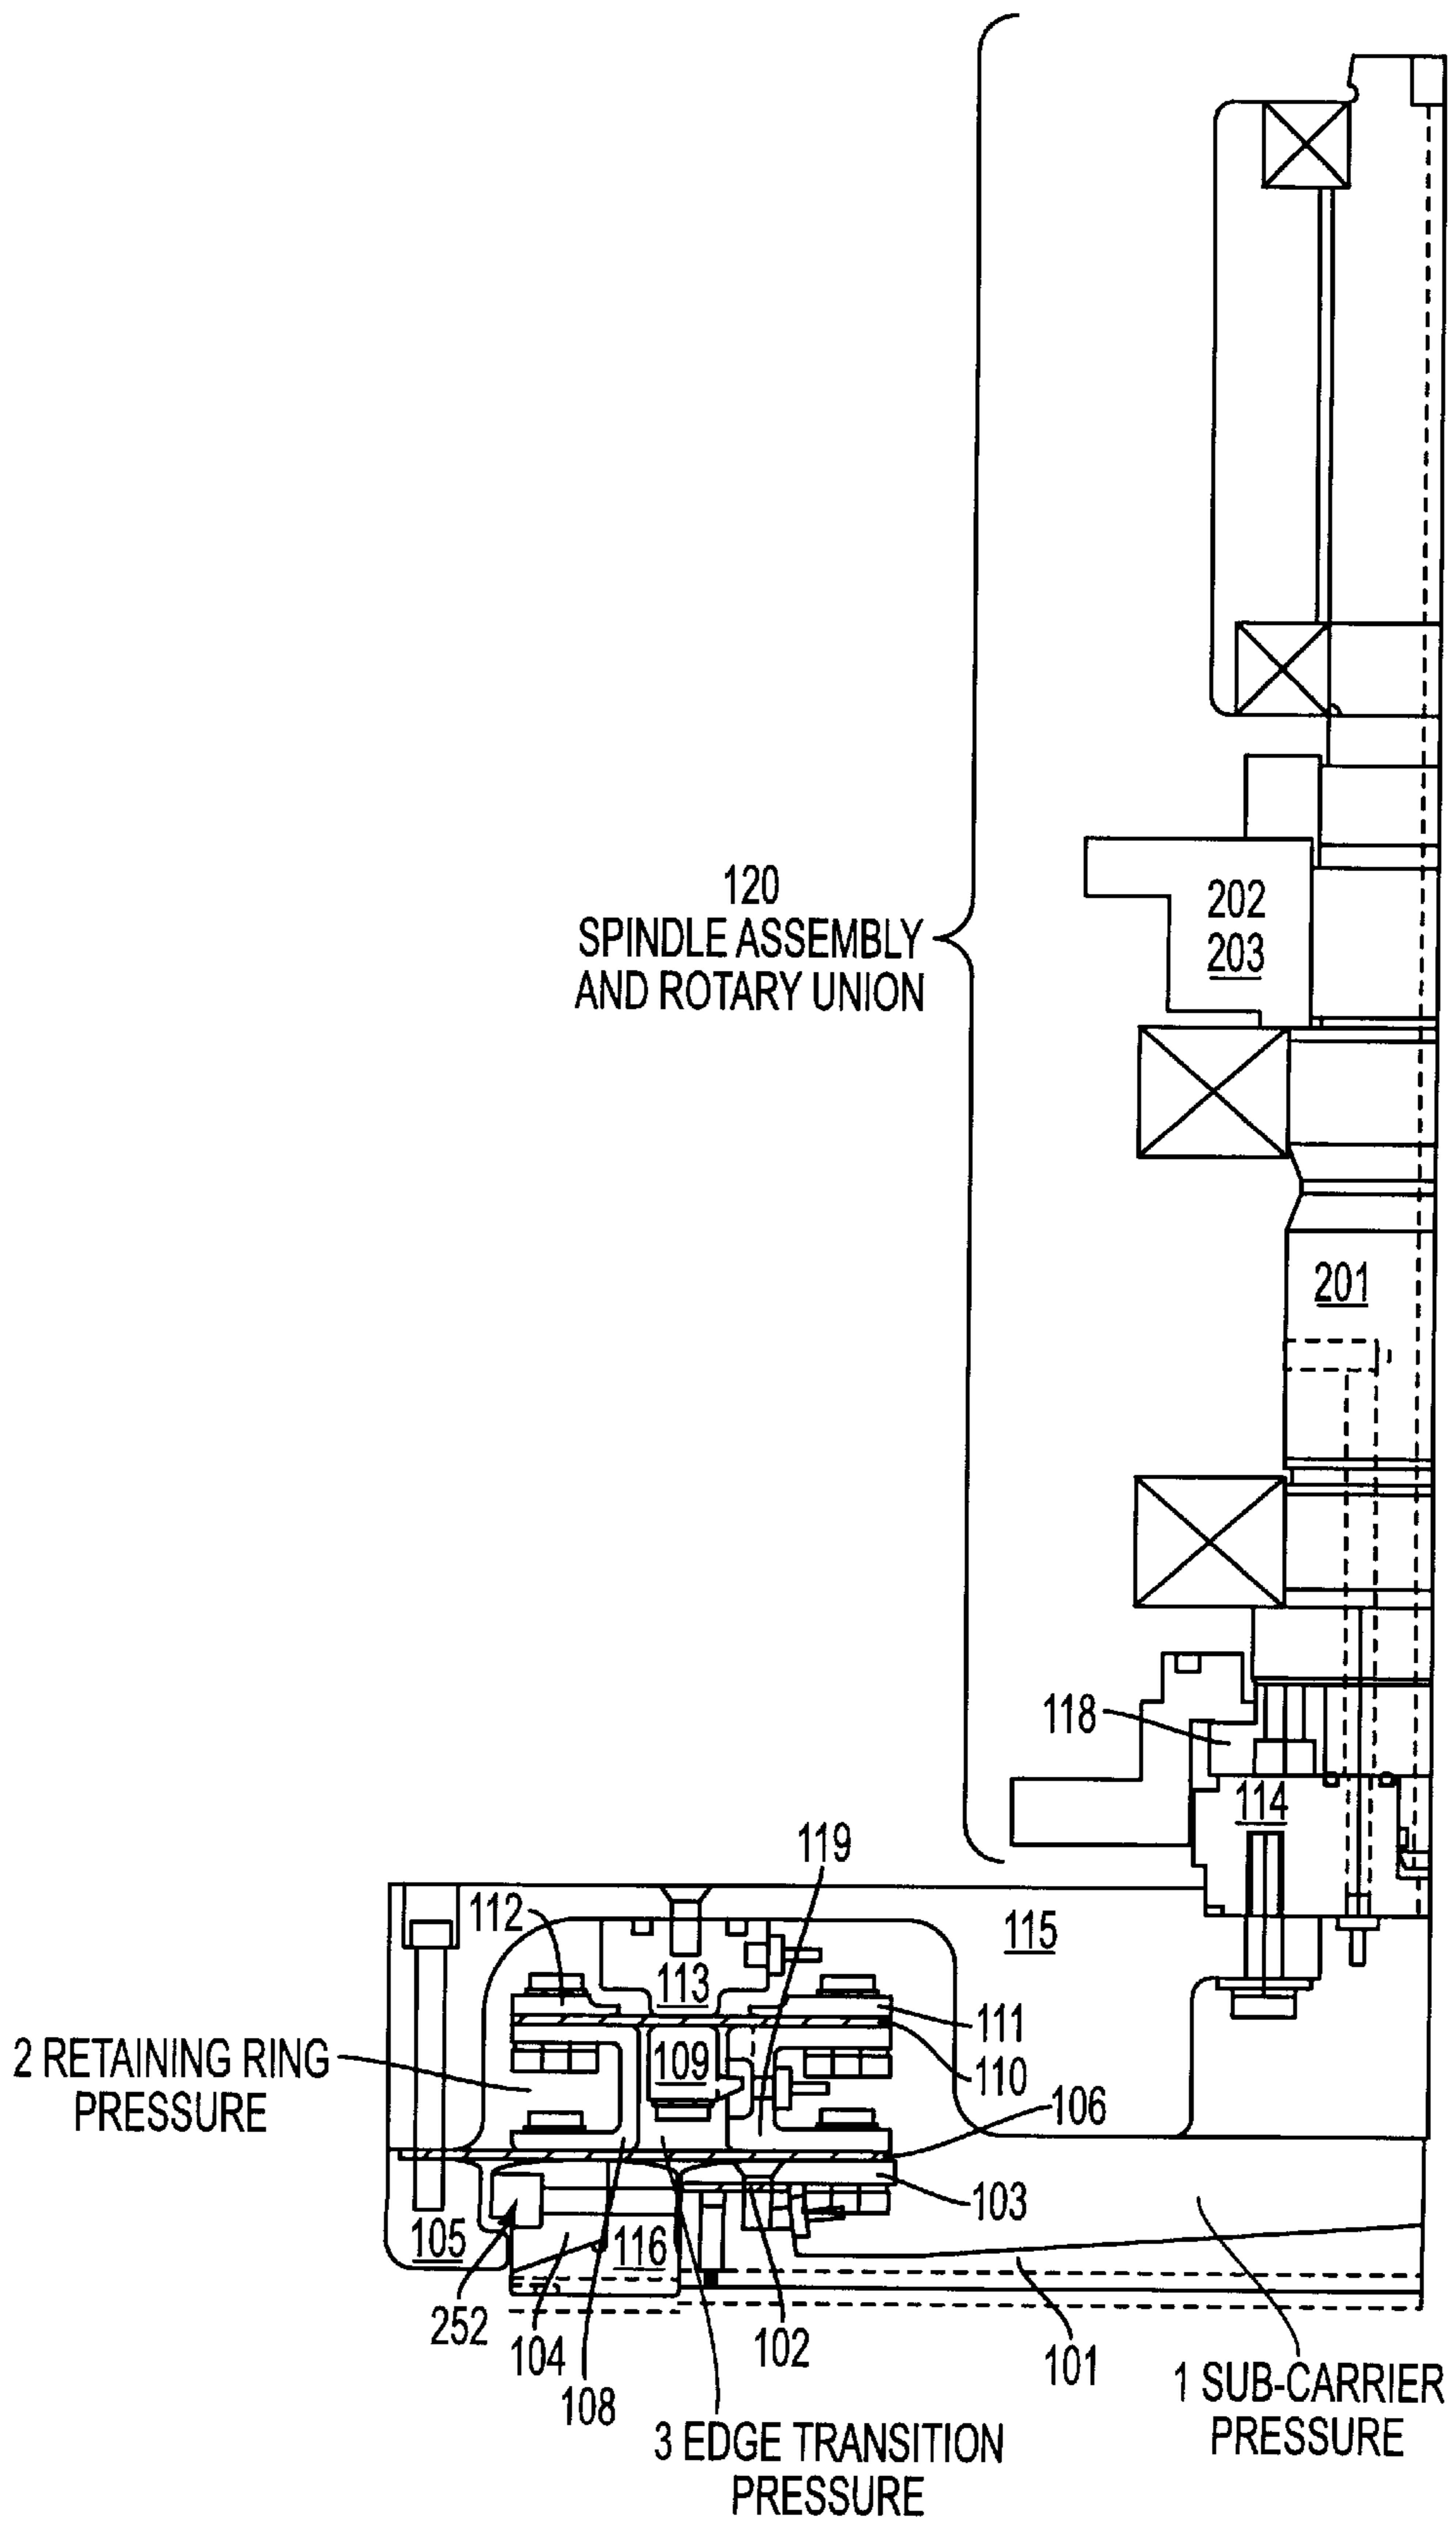 120
SPINDLE ASSEMBLY
AND ROTARY UNION
202
203
201
118
114
119
112
115
113
111
2 RETAINING RING
PRESSURE
109
110
106
103
105
116
252
104
102
101
108
1 SUB-CARRIER
PRESSURE
3 EDGE TRANSITION
PRESSURE